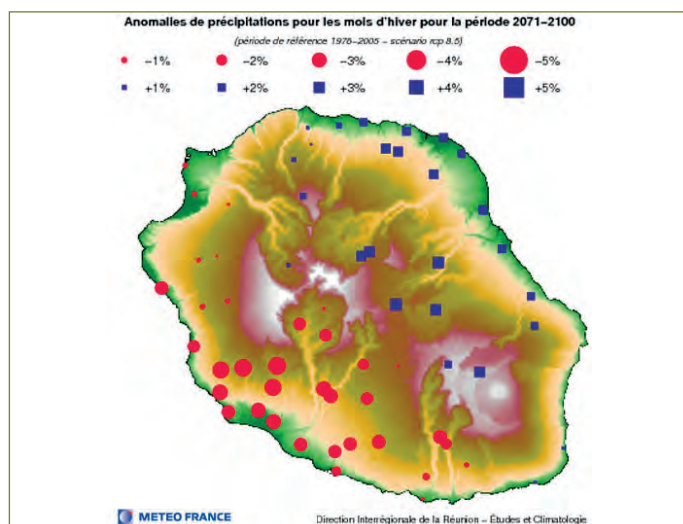 Anomalies de précipitations pour les mois d'hiver pour la période 2071–2100
(période de référence 1976–2005 – scénario rcp 8.5)
−1% −2% −3% −4% −5%
+1% +2% +3% +4% +5%
METEO FRANCE Direction Interrégionale de la Réunion – Études et Climatologie